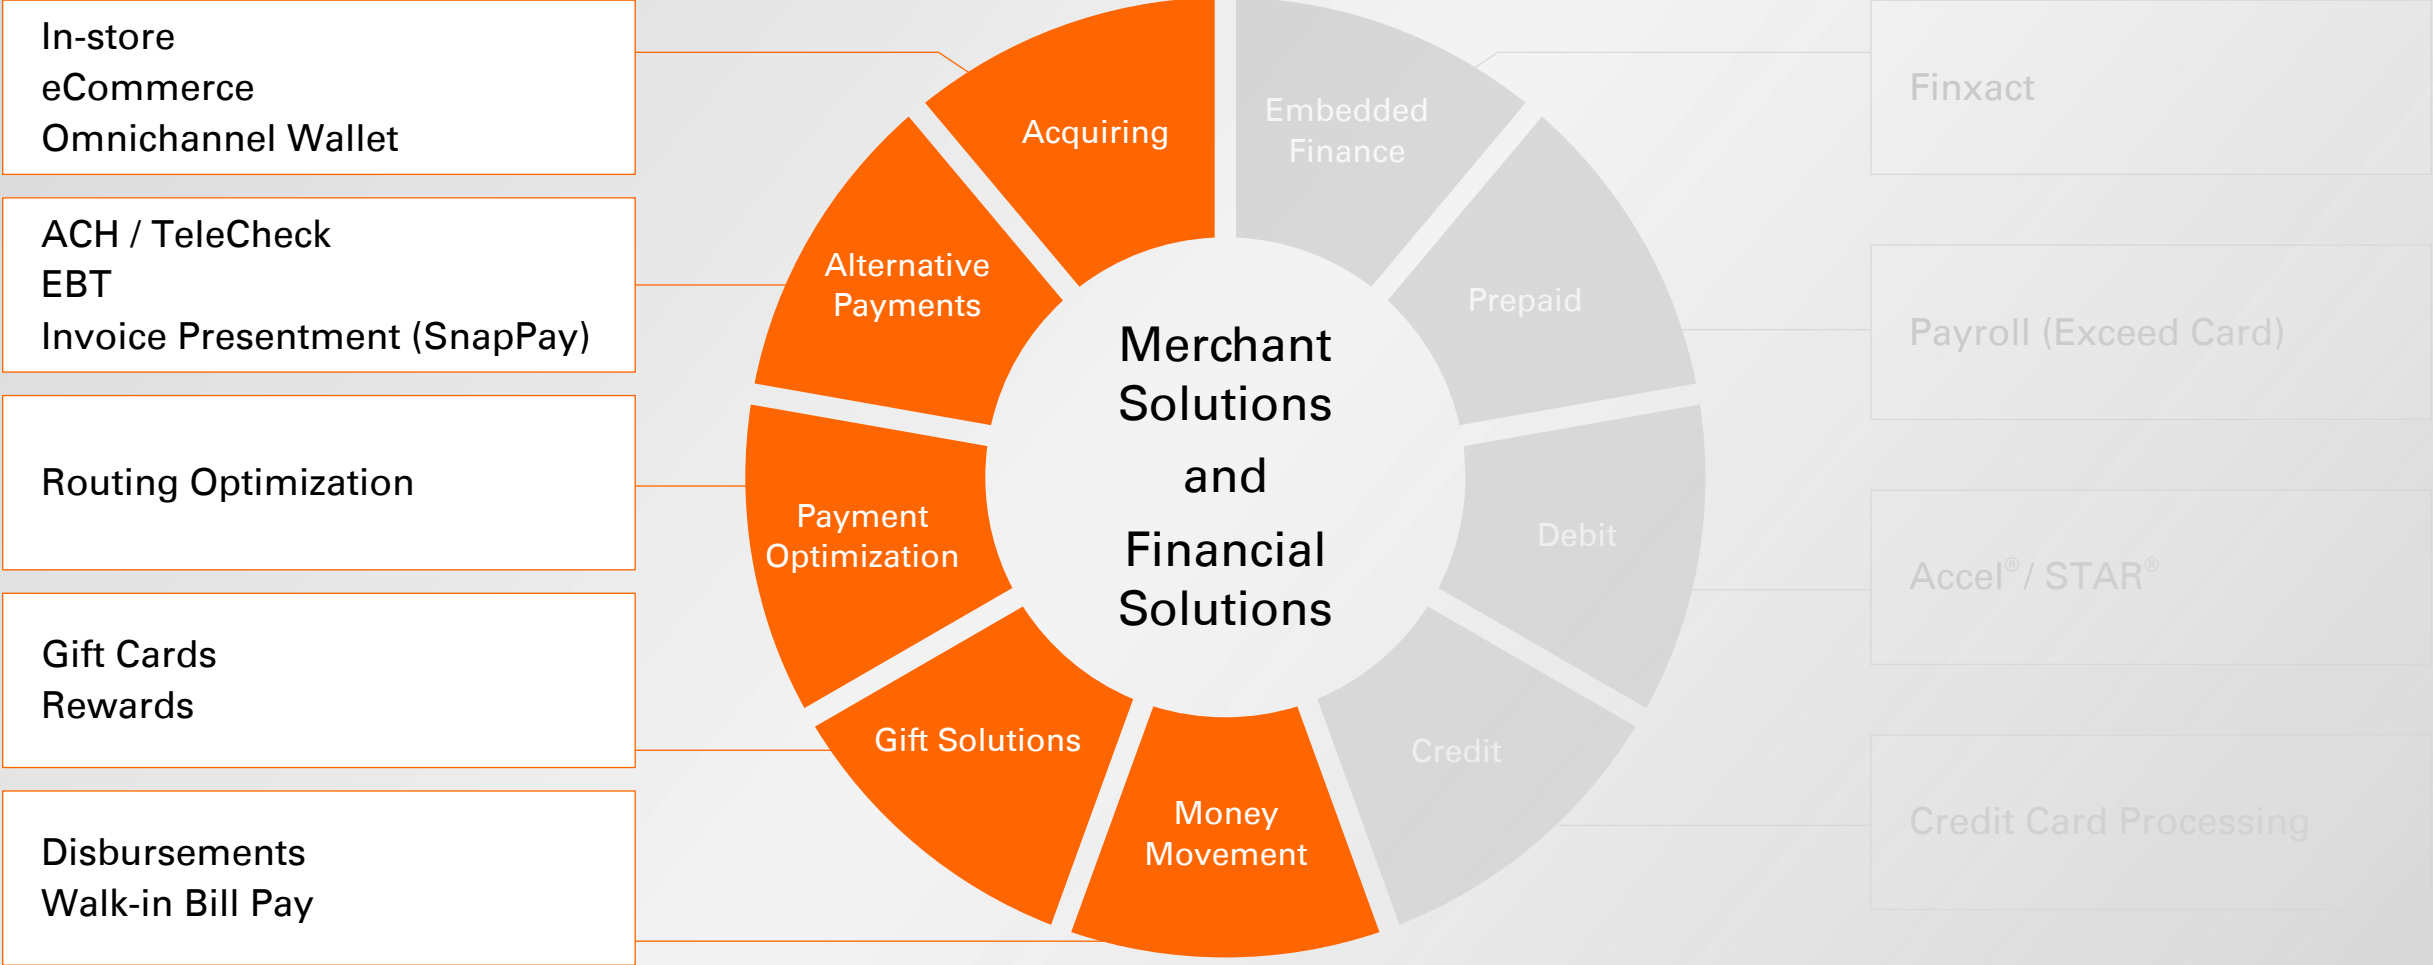 In-store
eCommerce
Omnichannel Wallet
ACH / TeleCheck
EBT
Invoice Presentment (SnapPay)
Routing Optimization
Gift Cards
Rewards
Disbursements
Walk-in Bill Pay
Acquiring
Alternative
Payments
Payment
Optimization
Gift Solutions
Money
Movement
Merchant
Solutions
and
Financial
Solutions
Embedded
Finance
Prepaid
Debit
Credit
Finxact
Payroll (Exceed Card)
Accel®/ STAR®
Credit Card Processing